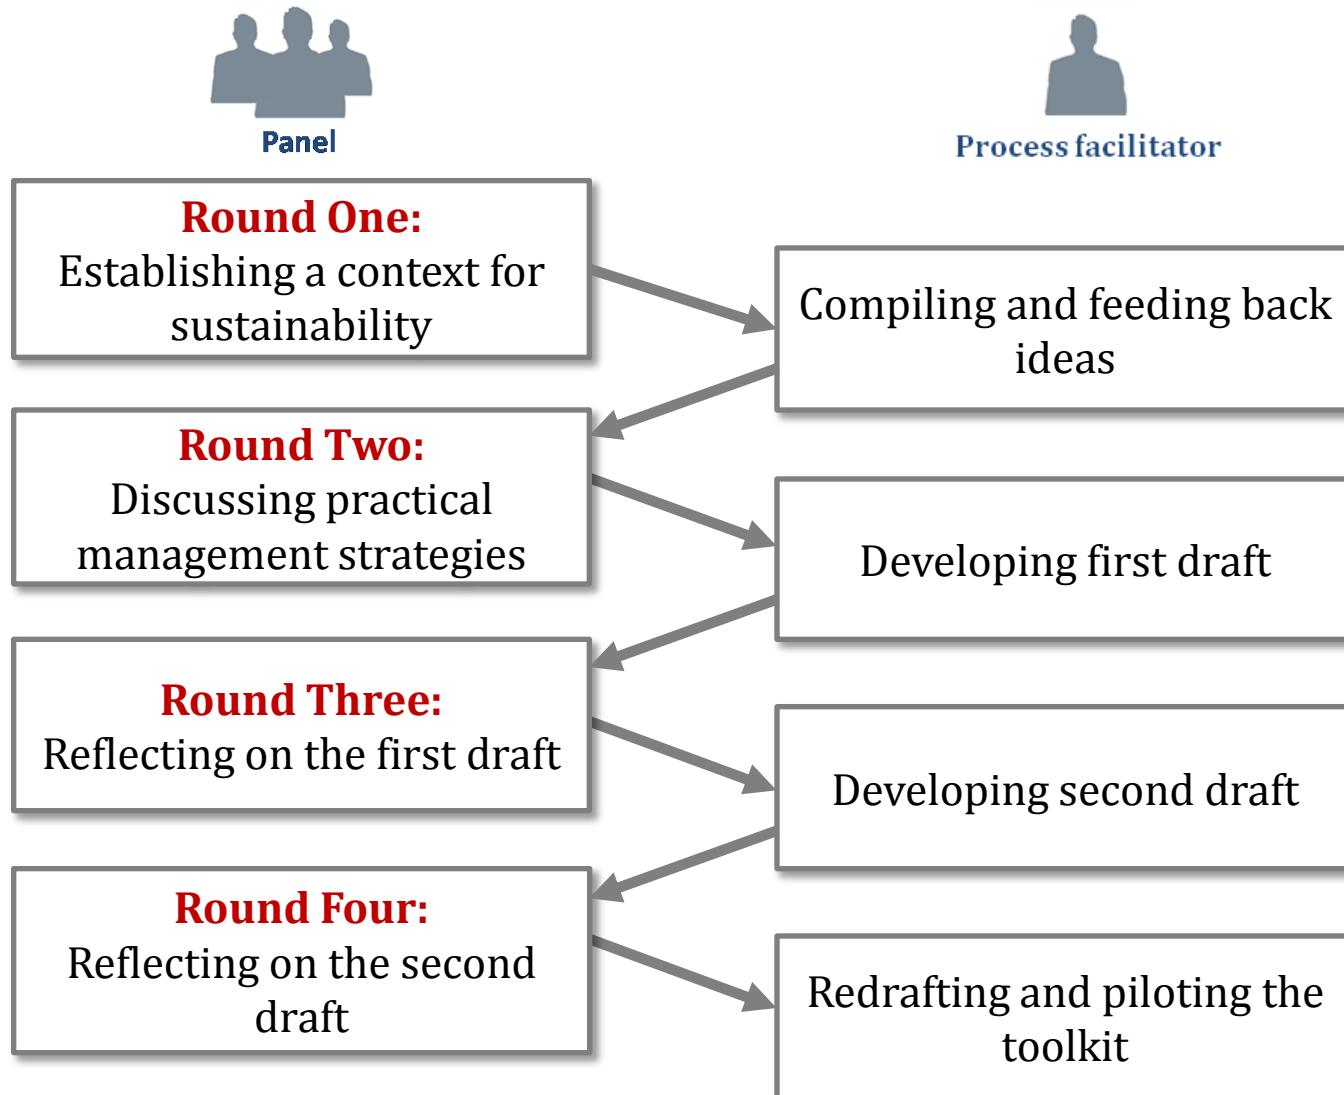 Panel
Process facilitator
Round One:
Establishing a context for
sustainability
Compiling and feeding back
ideas
Round Two:
Discussing practical
management strategies
Developing first draft
Round Three:
Reflecting on the first draft
Developing second draft
Round Four:
Reflecting on the second
draft
Redrafting and piloting the
toolkit